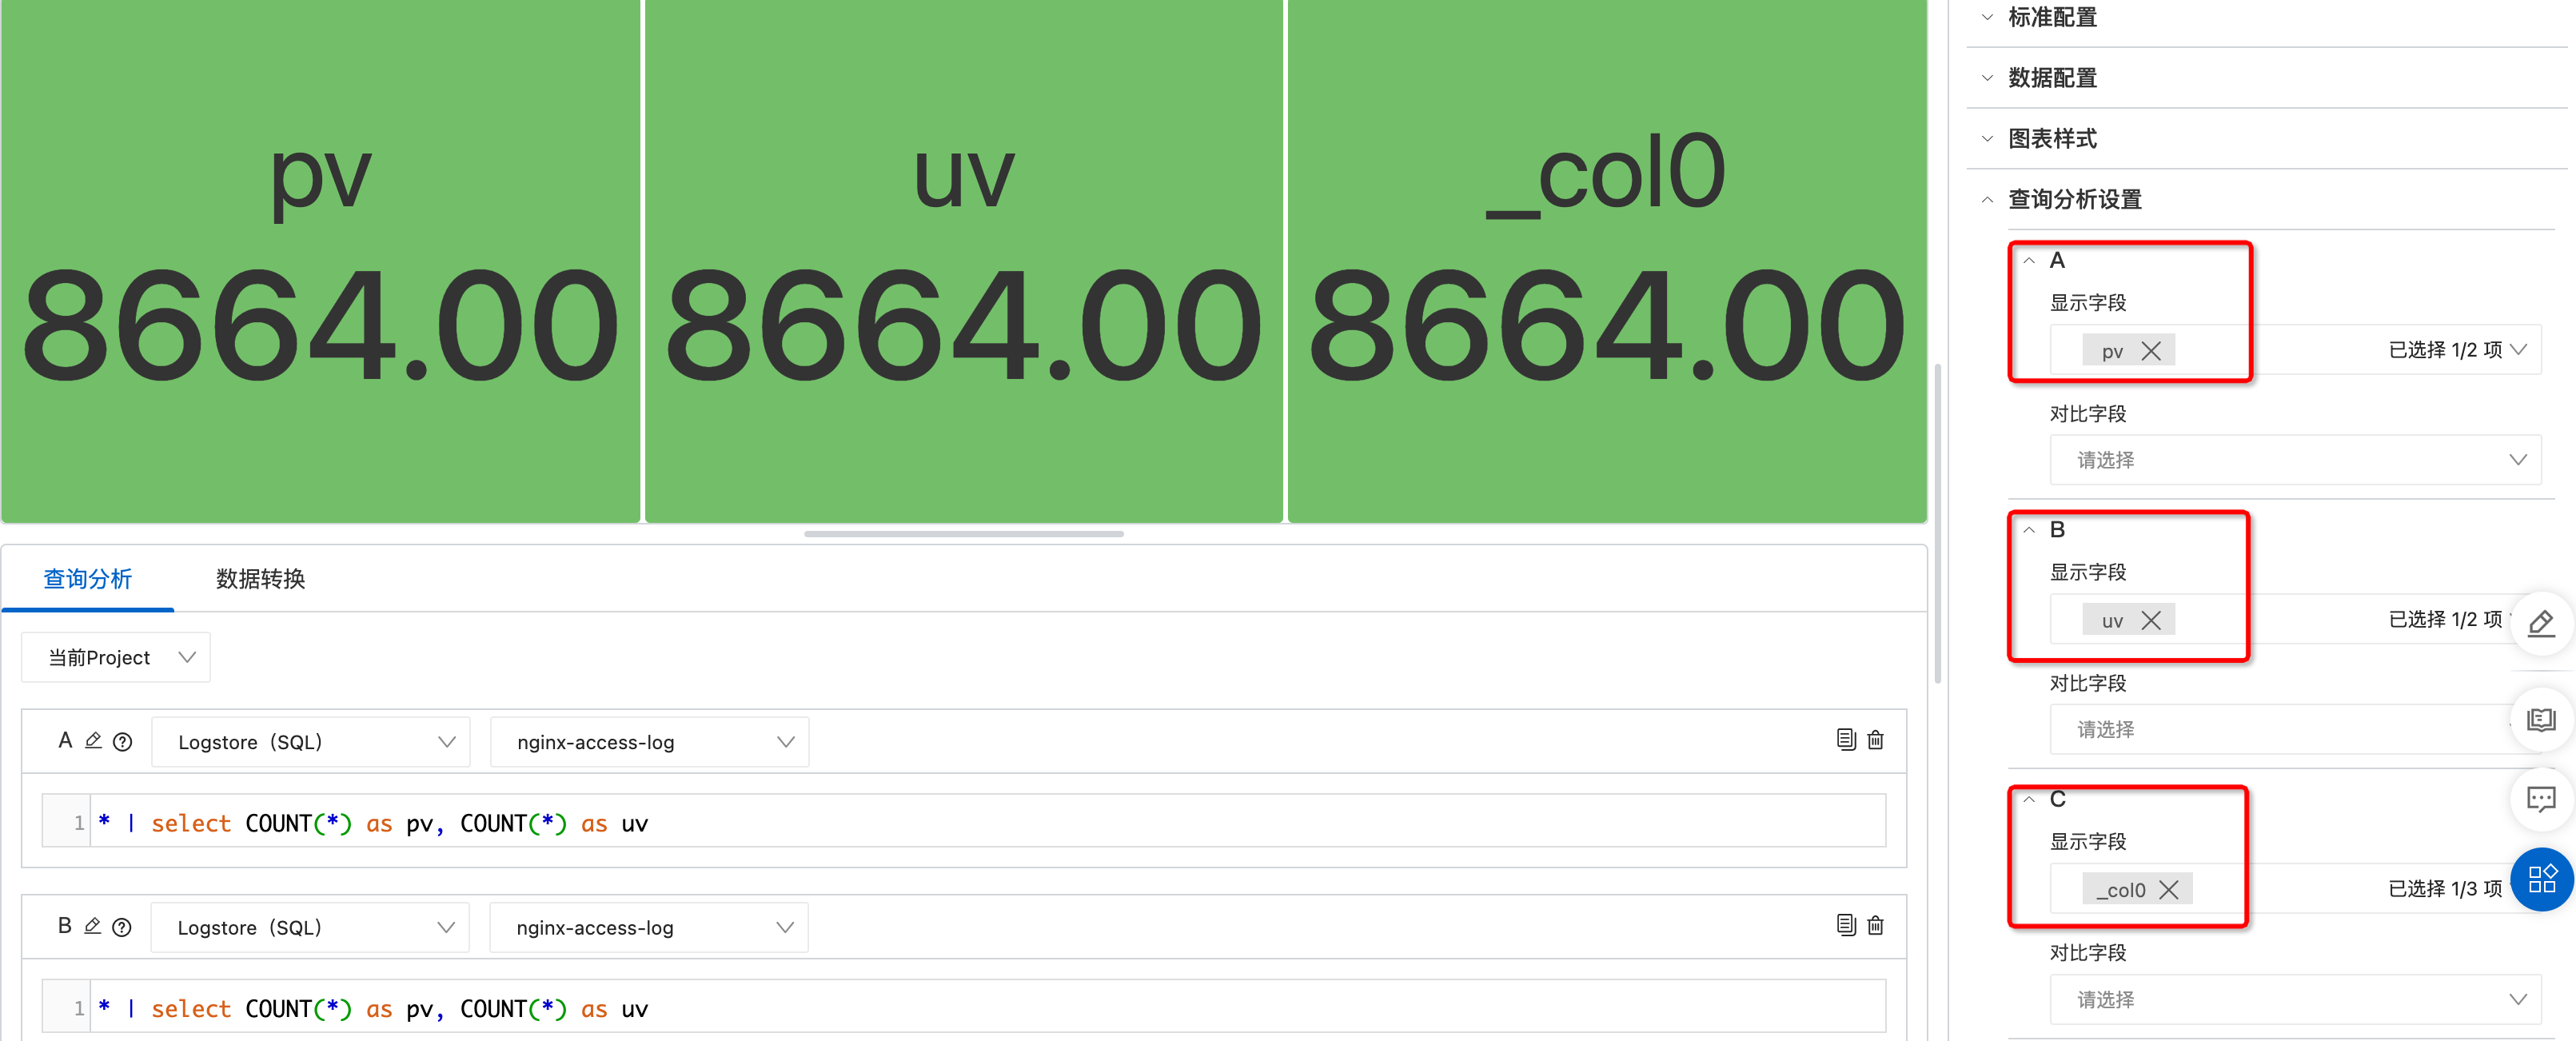 pv
8664.00
uv
8664.00
_col0
8664.00
查询分析
数据转换
当前Project
A
Logstore（SQL）
nginx-access-log
1
* | select COUNT(*) as pv, COUNT(*) as uv
B
Logstore（SQL）
nginx-access-log
1
* | select COUNT(*) as pv, COUNT(*) as uv
标准配置
数据配置
图表样式
查询分析设置
A
显示字段
pv
已选择 1/2 项
对比字段
请选择
B
显示字段
uv
已选择 1/2 项
对比字段
请选择
C
显示字段
_col0
已选择 1/3 项
对比字段
请选择